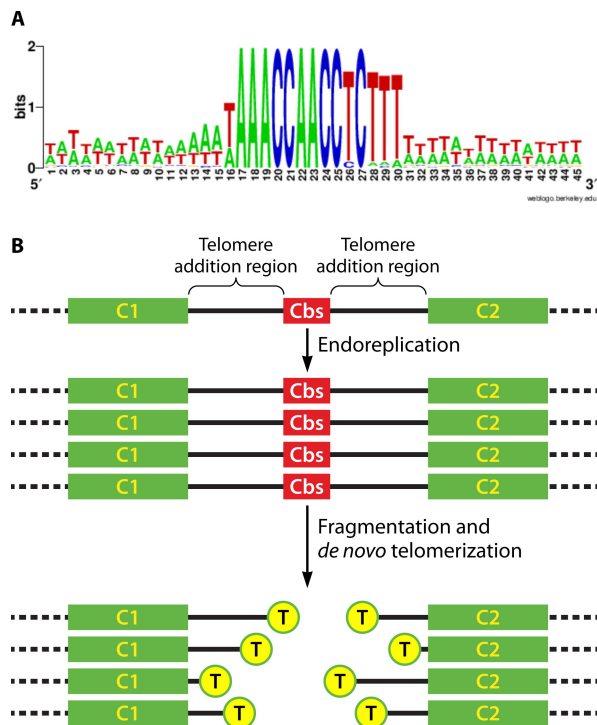 A
2
bits
1
TAAACCAACCTCTTT
0
5′ 1 2 3 4 5 6 7 8 9 10 11 12 13 14 15 16 17 18 19 20 21 22 23 24 25 26 27 28 29 30 31 32 33 34 35 36 37 38 39 40 41 42 43 44 45 3′
weblogo.berkeley.edu
B
Telomere addition region
Telomere addition region
C1 Cbs C2
Endoreplication
C1 Cbs C2
C1 Cbs C2
C1 Cbs C2
C1 Cbs C2
Fragmentation and
de novo telomerization
C1 T T C2
C1 T T C2
C1 T T C2
C1 T T C2